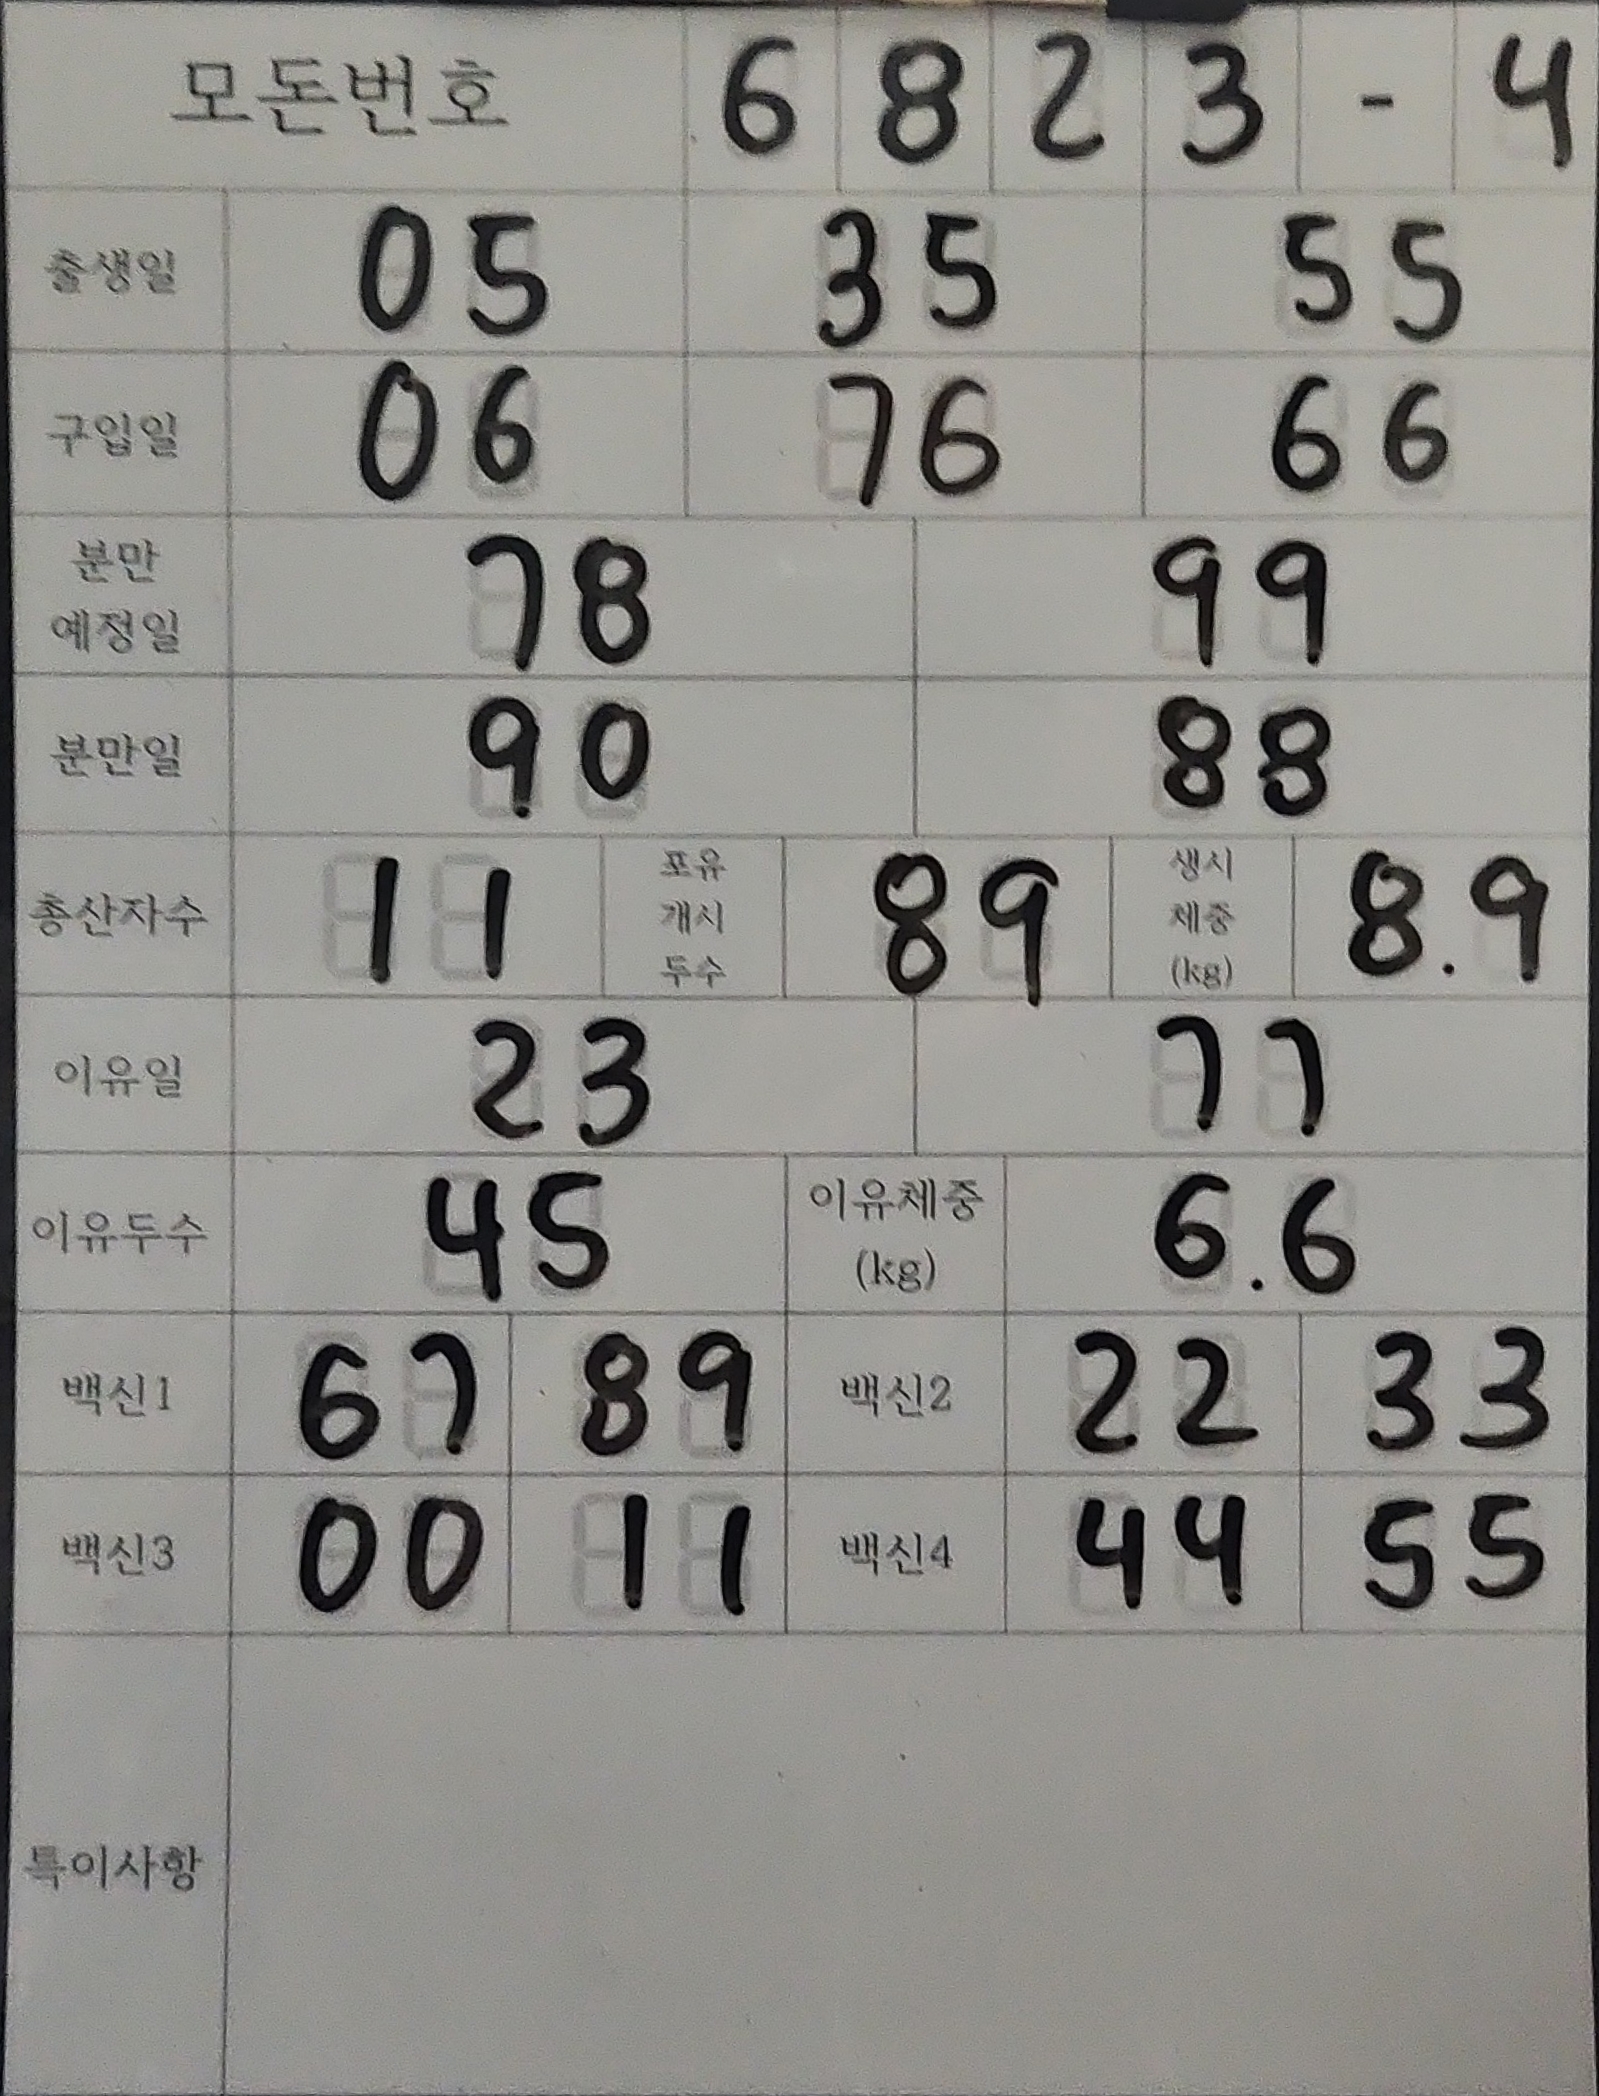 모돈번호 6 8 2 3 - 4
출생일 05 35 55
구입일 06 76 66
분만
예정일 78 99
분만일 90 88
총산자수 11 포유
개시
두수 89 생시
체중
(kg) 8.9
이유일 23 77
이유두수 45 이유체중
(kg) 6.6
백신1 67 89 백신2 22 33
백신3 00 11 백신4 44 55
특이사항